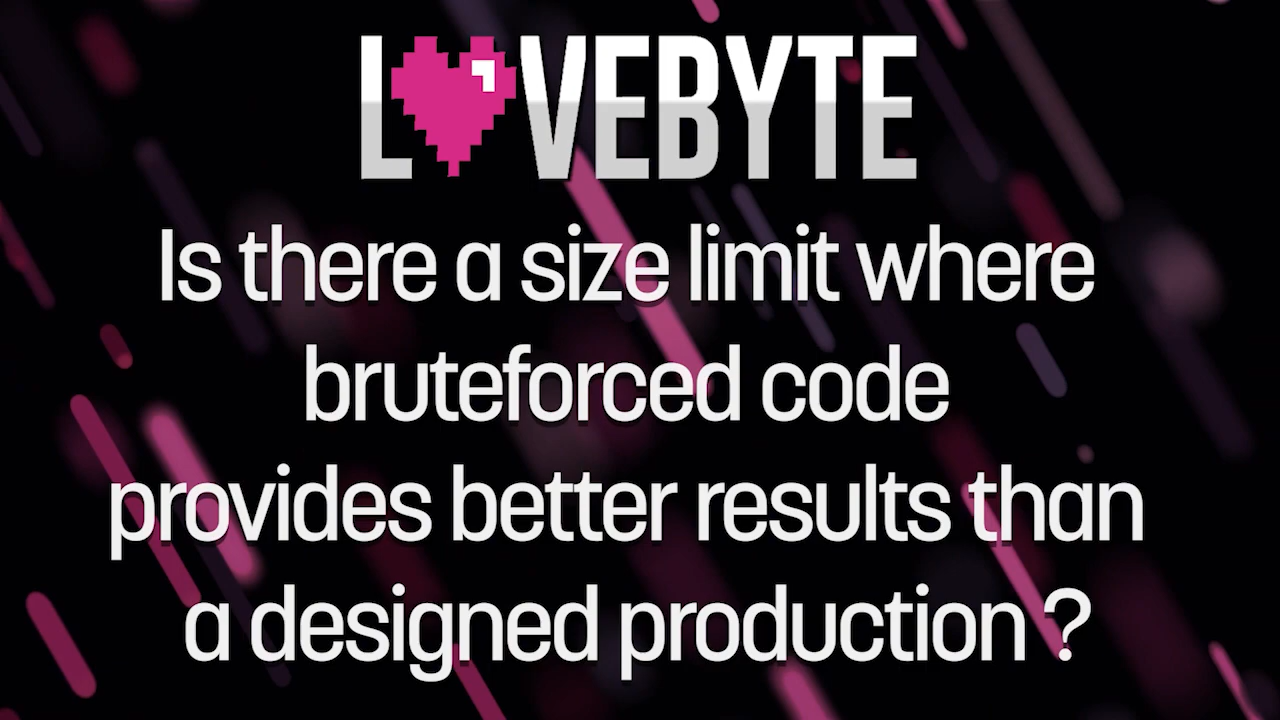 LOVEBYTE
Is there a size limit where
bruteforced code
provides better results than
a designed production ?